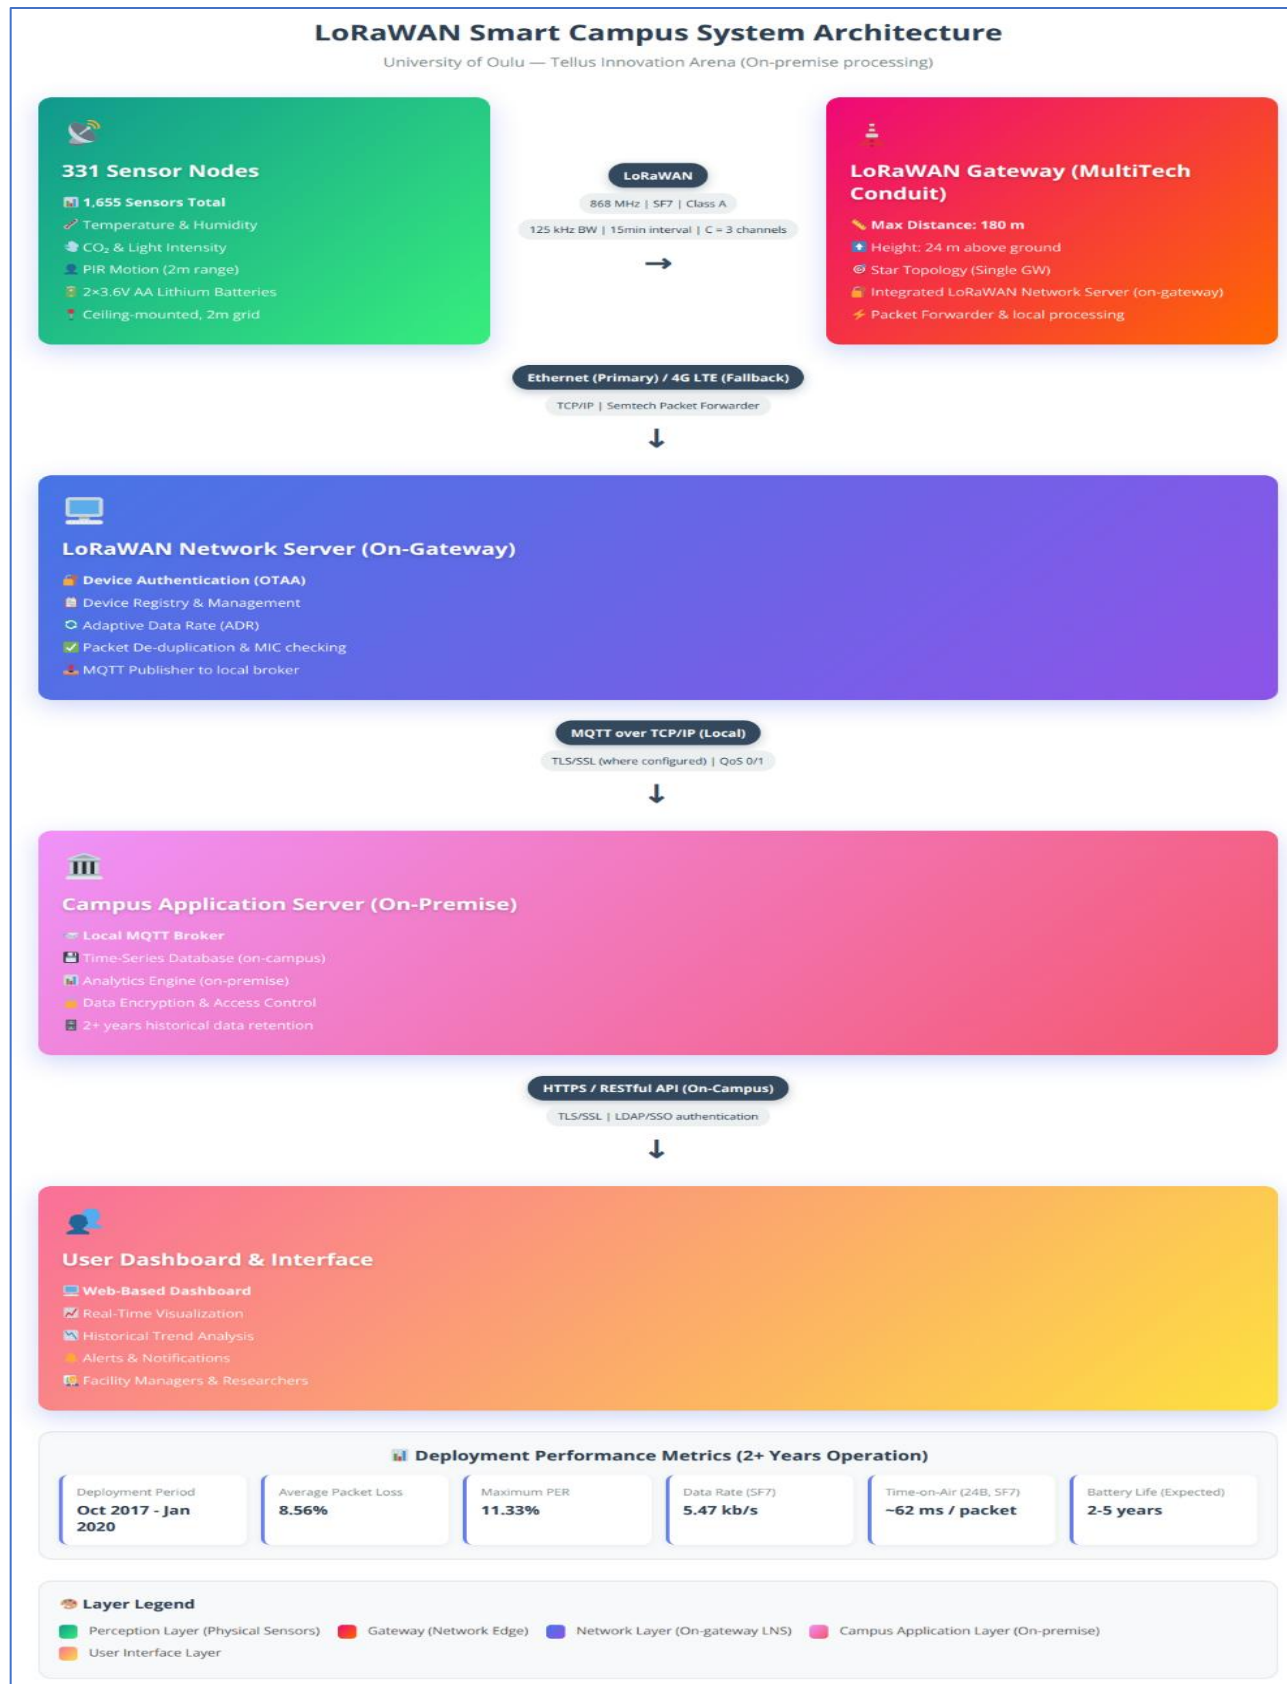 LoRaWAN Smart Campus System Architecture
University of Oulu — Tellus Innovation Arena (On-premise processing)
331 Sensor Nodes
1,655 Sensors Total
Temperature & Humidity
CO₂ & Light Intensity
PIR Motion (2m range)
2×3.6V AA Lithium Batteries
Ceiling-mounted, 2m grid
LoRaWAN
868 MHz | SF7 | Class A
125 kHz BW | 15min interval | C = 3 channels
→
LoRaWAN Gateway (MultiTech
Conduit)
Max Distance: 180 m
Height: 24 m above ground
Star Topology (Single GW)
Integrated LoRaWAN Network Server (on-gateway)
Packet Forwarder & local processing
Ethernet (Primary) / 4G LTE (Fallback)
TCP/IP | Semtech Packet Forwarder
↓
LoRaWAN Network Server (On-Gateway)
Device Authentication (OTAA)
Device Registry & Management
Adaptive Data Rate (ADR)
Packet De-duplication & MIC checking
MQTT Publisher to local broker
MQTT over TCP/IP (Local)
TLS/SSL (where configured) | QoS 0/1
↓
Campus Application Server (On-Premise)
Local MQTT Broker
Time-Series Database (on-campus)
Analytics Engine (on-premise)
Data Encryption & Access Control
2+ years historical data retention
HTTPS / RESTful API (On-Campus)
TLS/SSL | LDAP/SSO authentication
↓
User Dashboard & Interface
Web-Based Dashboard
Real-Time Visualization
Historical Trend Analysis
Alerts & Notifications
Facility Managers & Researchers
Deployment Performance Metrics (2+ Years Operation)
Deployment Period
Oct 2017 - Jan
2020
Average Packet Loss
8.56%
Maximum PER
11.33%
Data Rate (SF7)
5.47 kb/s
Time-on-Air (24B, SF7)
~62 ms / packet
Battery Life (Expected)
2-5 years
Layer Legend
Perception Layer (Physical Sensors)
Gateway (Network Edge)
Network Layer (On-gateway LNS)
Campus Application Layer (On-premise)
User Interface Layer